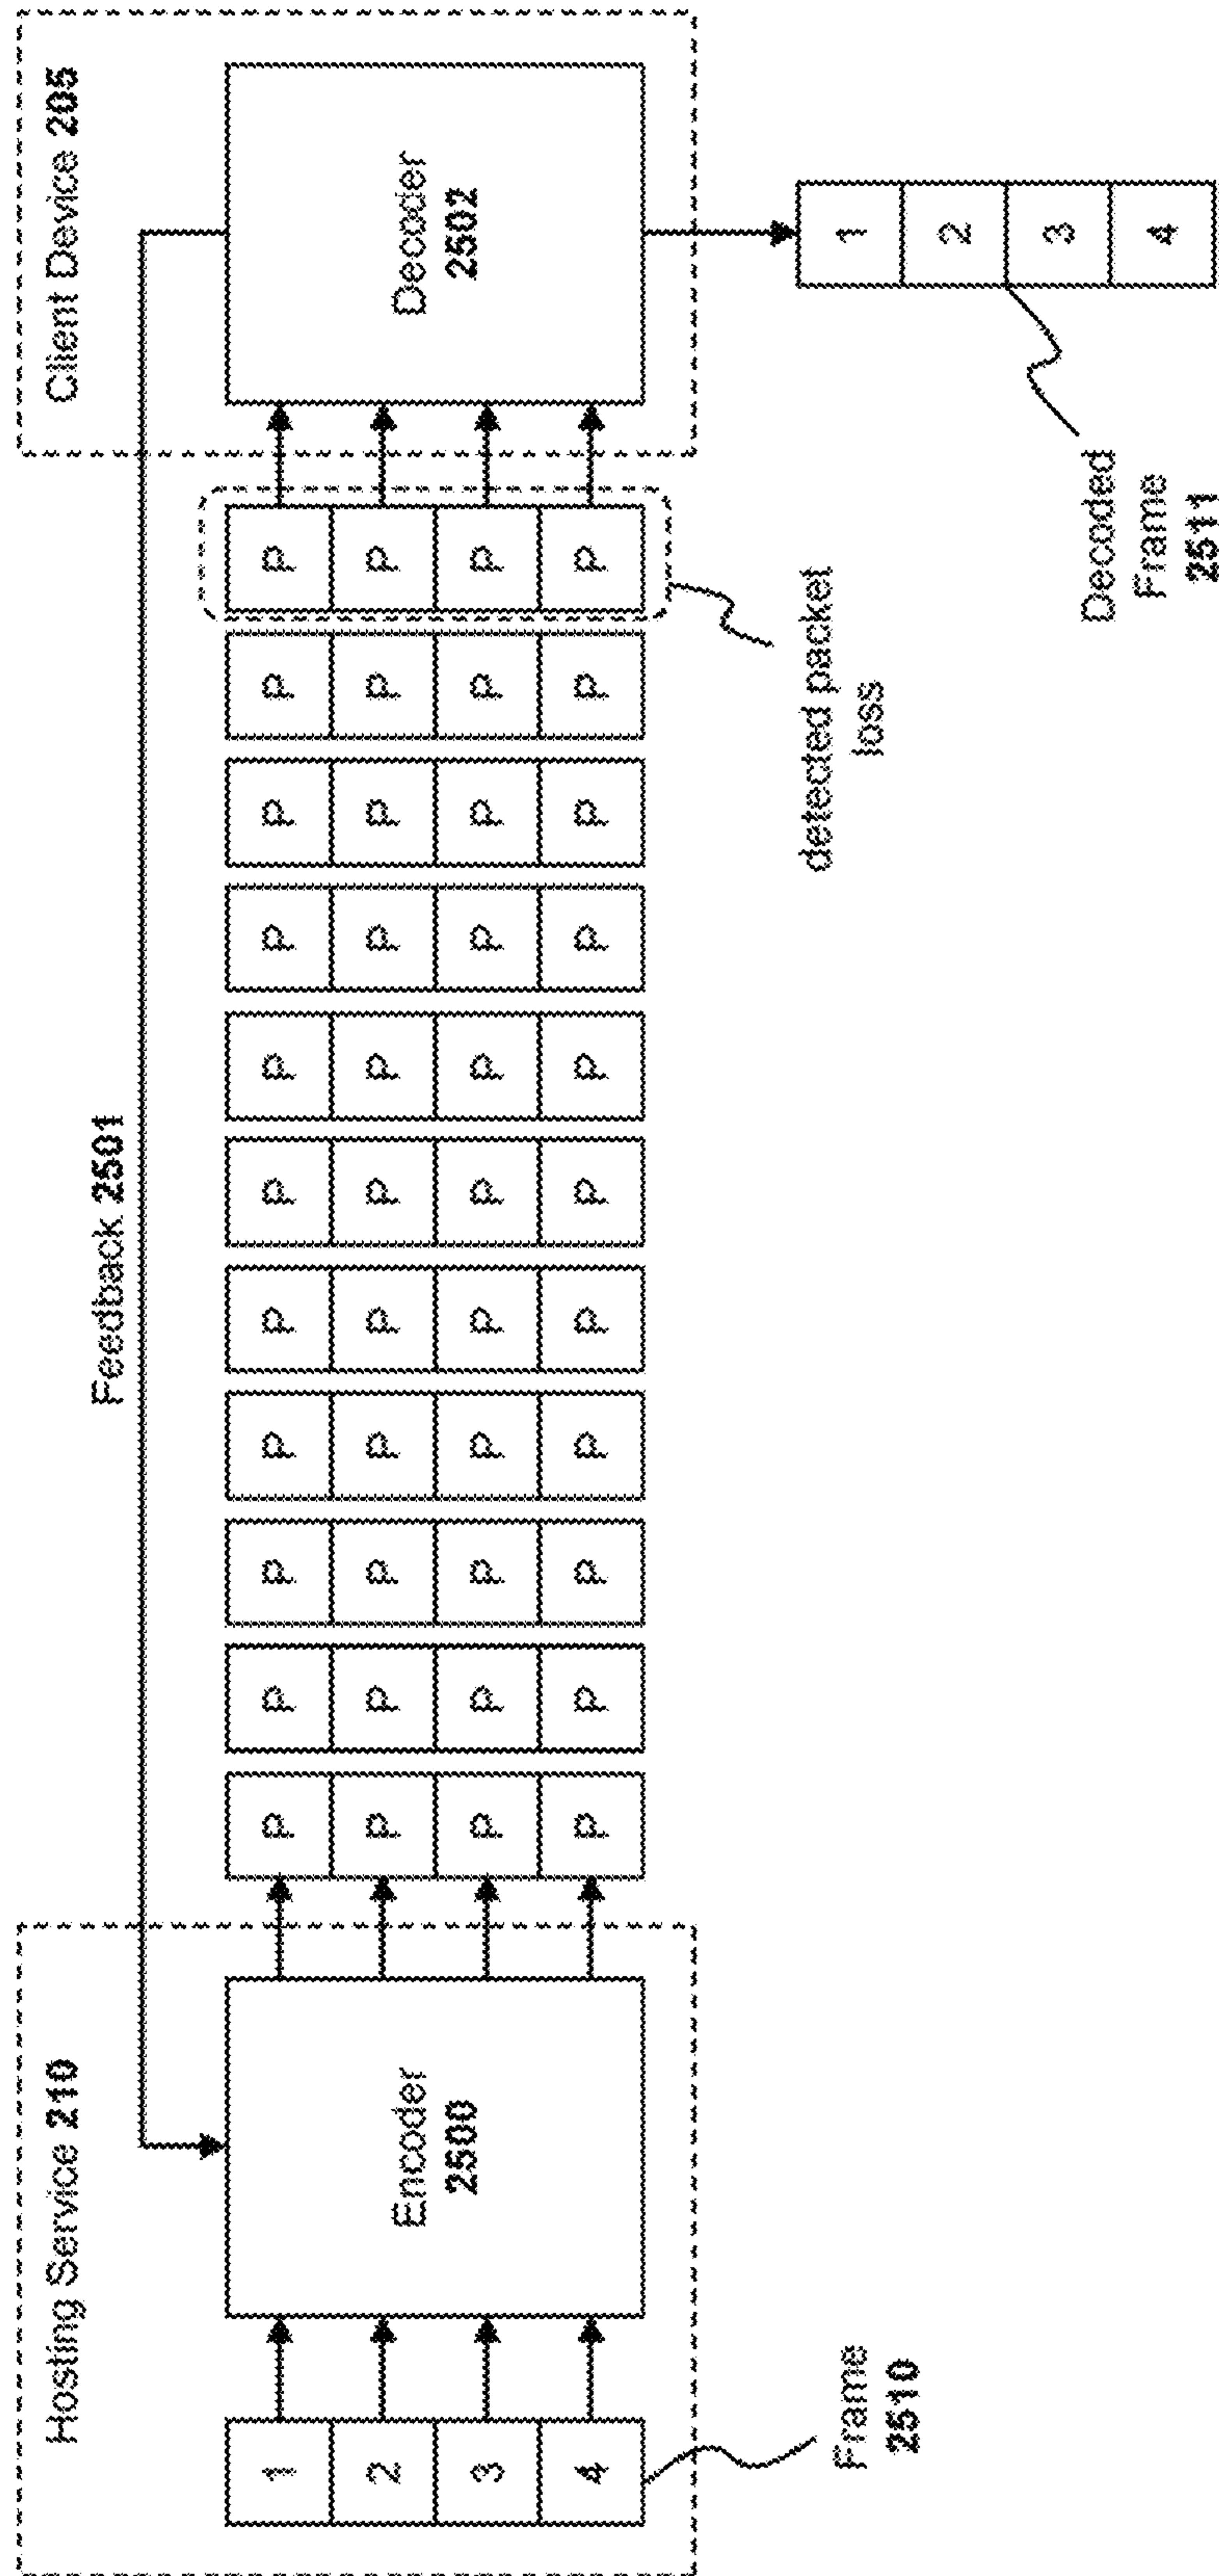 Feedback 2501
Hosting Service 210
Client Device 205
1
2
3
4
Encoder
2500
P P P P P P P P P P P
P P P P P P P P P P P
P P P P P P P P P P P
P P P P P P P P P P P
Decoder
2502
Frame
2510
detected packet
loss
1
2
3
4
Decoded
Frame
2511